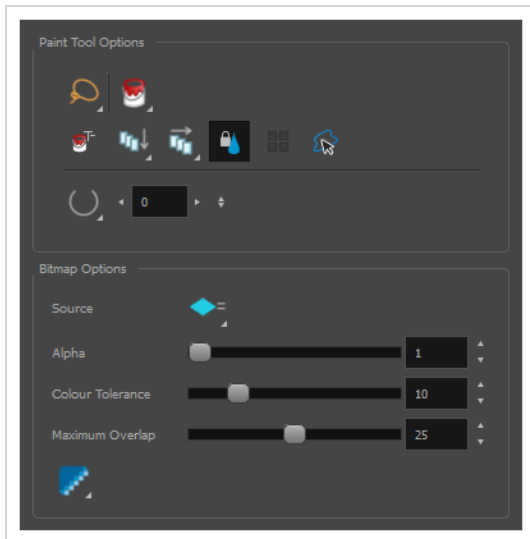 Paint Tool Options
0
Bitmap Options
Source
Alpha 1
Colour Tolerance 10
Maximum Overlap 25